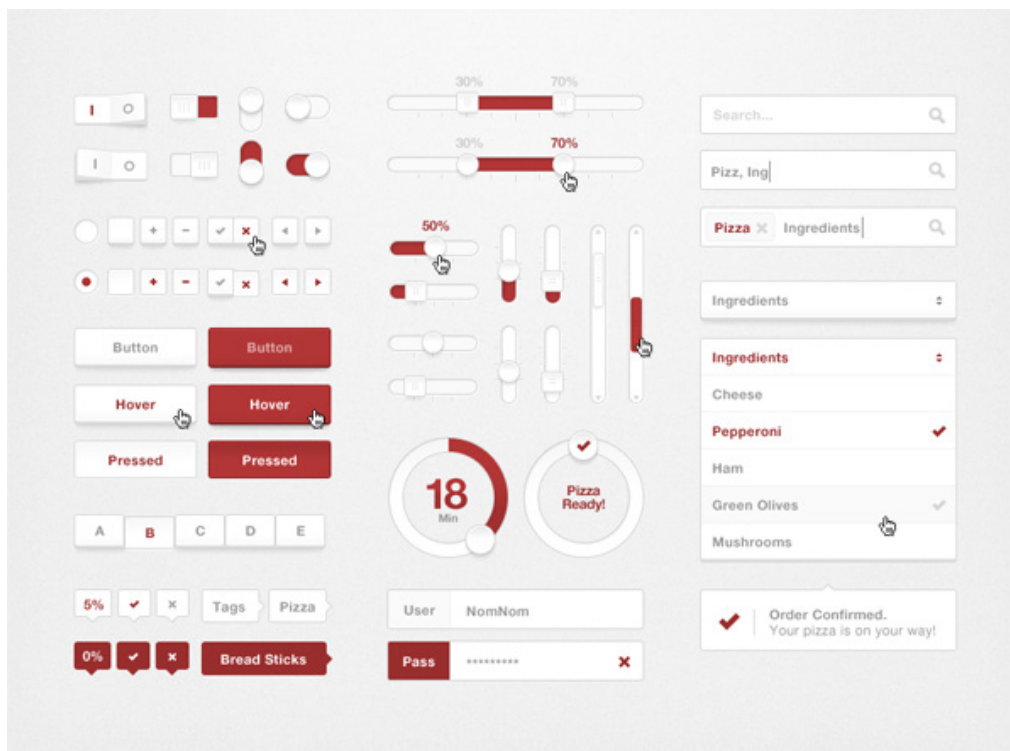 I O
I O
Button Button
Hover Hover
Pressed Pressed
A B C D E
5% Tags Pizza
0% Bread Sticks
30% 70%
30% 70%
50%
18
Min
Pizza
Ready!
User NomNom
Pass *********
Search...
Pizz, Ing
Pizza Ingredients
Ingredients
Ingredients
Cheese
Pepperoni
Ham
Green Olives
Mushrooms
Order Confirmed.
Your pizza is on your way!